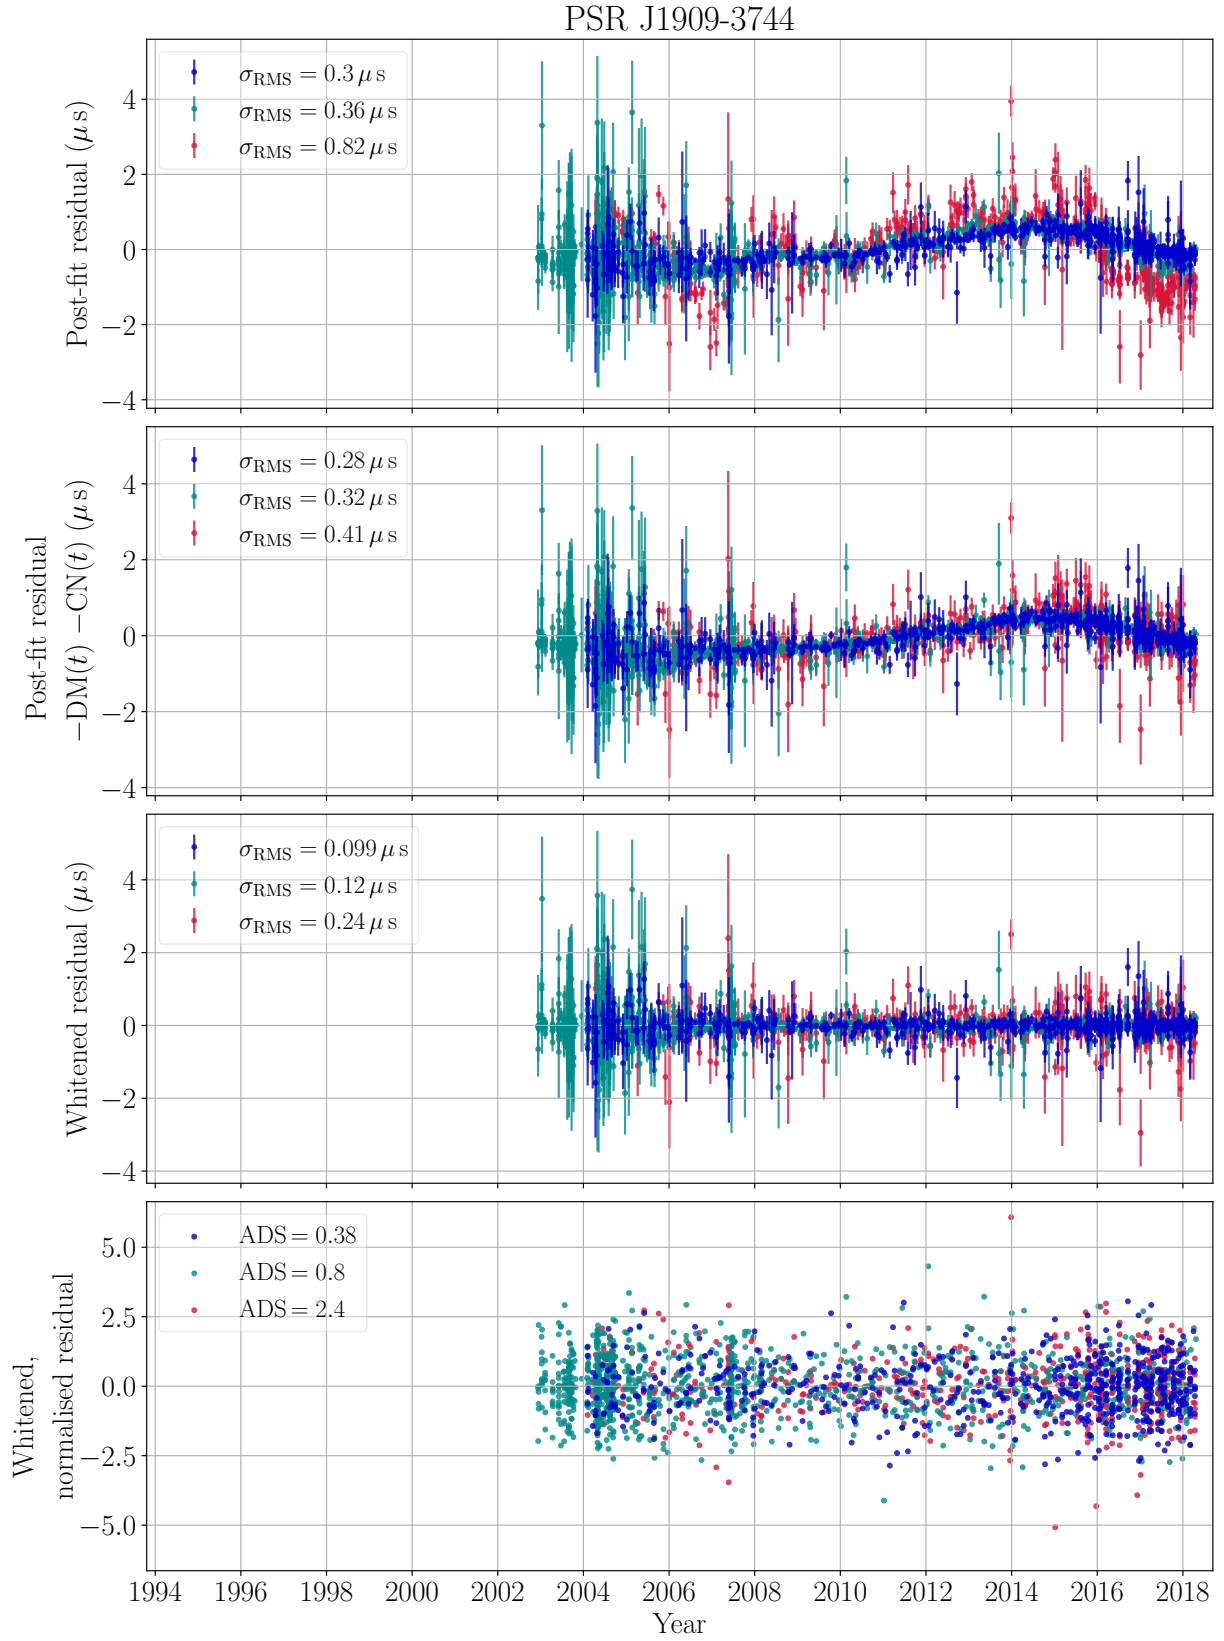 PSR J1909-3744
σRMS = 0.3 μs
σRMS = 0.36 μs
σRMS = 0.82 μs
Post-fit residual (μs)
4
2
0
−2
−4
σRMS = 0.28 μs
σRMS = 0.32 μs
σRMS = 0.41 μs
Post-fit residual
−DM(t) −CN(t) (μs)
4
2
0
−2
−4
σRMS = 0.099 μs
σRMS = 0.12 μs
σRMS = 0.24 μs
Whitened residual (μs)
4
2
0
−2
−4
ADS = 0.38
ADS = 0.8
ADS = 2.4
Whitened,
normalised residual
5.0
2.5
0.0
−2.5
−5.0
1994 1996 1998 2000 2002 2004 2006 2008 2010 2012 2014 2016 2018
Year